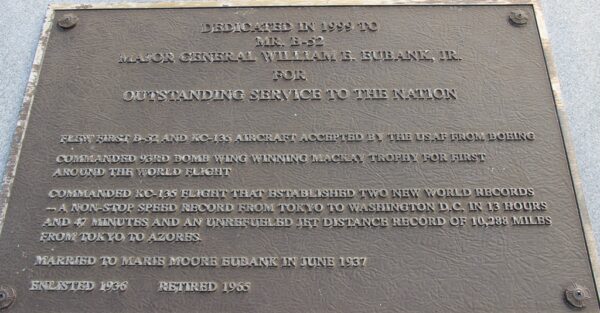 DEDICATED IN 1999 TO
MR. B-52
MAJOR GENERAL WILLIAM E. EUBANK, JR.
FOR
OUTSTANDING SERVICE TO THE NATION
FLEW FIRST B-52 AND KC-135 AIRCRAFT ACCEPTED BY THE USAF FROM BOEING
COMMANDED 93RD BOMB WING WINNING MACKAY TROPHY FOR FIRST
AROUND THE WORLD FLIGHT
COMMANDED KC-135 FLIGHT THAT ESTABLISHED TWO NEW WORLD RECORDS
—A NON-STOP SPEED RECORD FROM TOKYO TO WASHINGTON D.C. IN 13 HOURS
AND 47 MINUTES AND AN UNREFUELED JET DISTANCE RECORD OF 10,288 MILES
FROM TOKYO TO AZORES.
MARRIED TO MARIE MOORE EUBANK IN JUNE 1937
ENLISTED 1936 RETIRED 1965